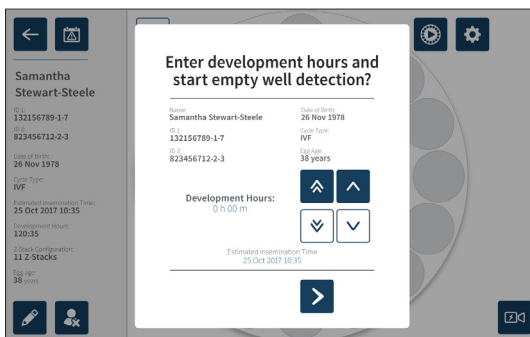 Samantha
Stewart-Steele
ID 1:
132156789-1-7
ID 2:
823456712-2-3
Date of Birth:
26 Nov 1978
Cycle Type:
IVF
Estimated Insemination Time:
25 Oct 2017 10:35
Development Hours:
120:35
Z-Stack Configuration:
11 Z-Stacks
Egg age:
38 years
Enter development hours and
start empty well detection?
Name:
Samantha Stewart-Steele
Date of Birth:
26 Nov 1978
ID 1:
132156789-1-7
Cycle Type:
IVF
ID 2:
823456712-2-3
Egg Age:
38 years
Development Hours:
0 h 00 m
Estimated Insemination Time
25 Oct 2017 10:35